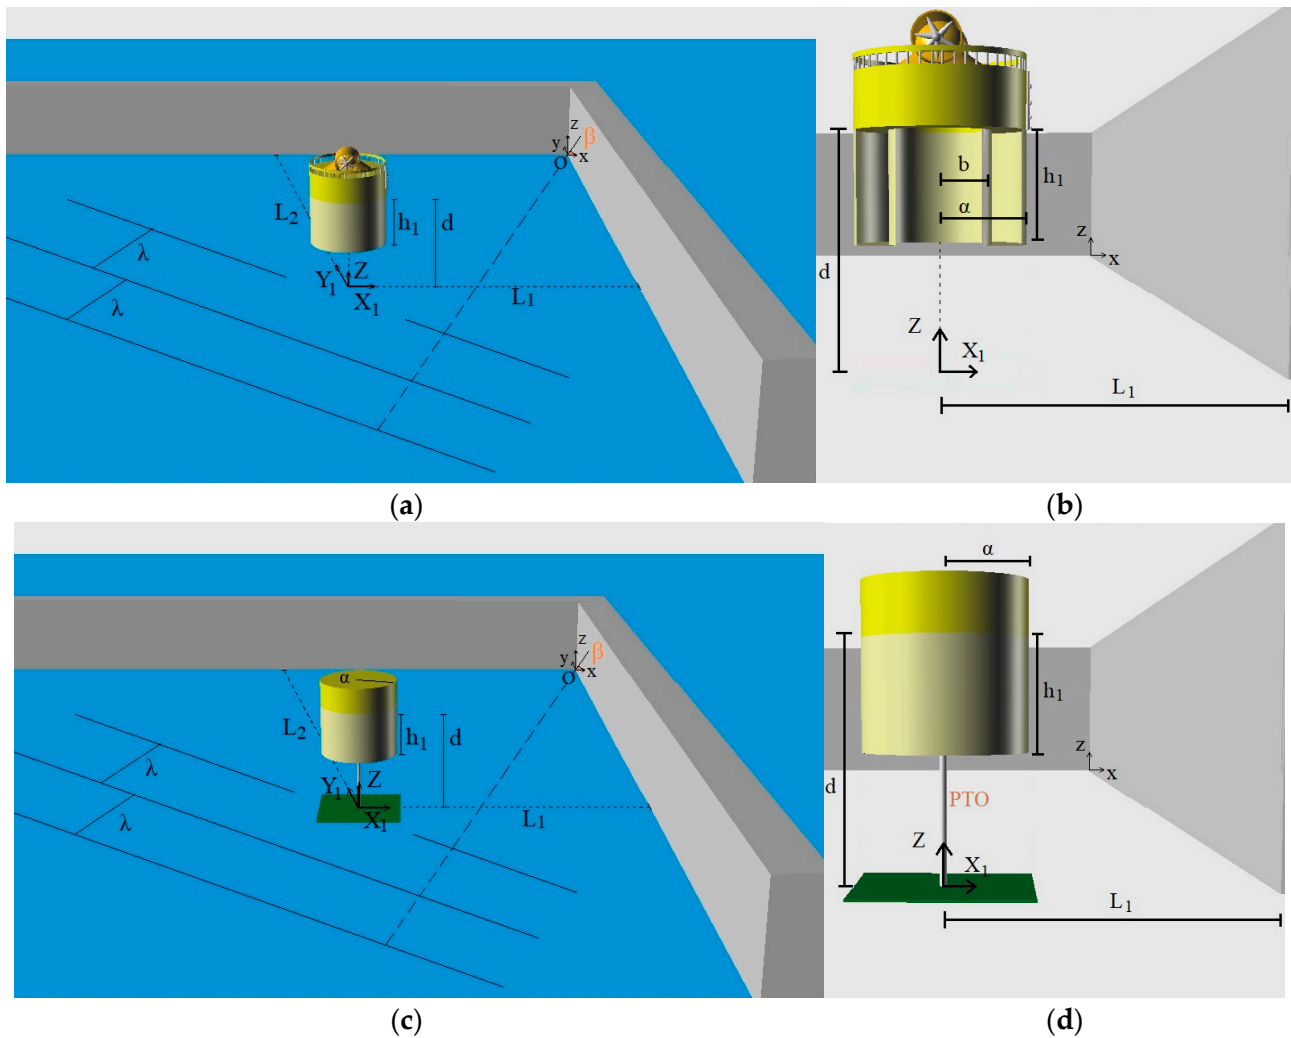 z
β
y
x
O
L2
h1
d
λ
Y1
Z
X1
L1
λ
(a)
b
h1
α
z
x
d
Z
X1
L1
(b)
z
β
y
x
O
α
L2
h1
d
λ
Y1
Z
X1
L1
λ
(c)
α
h1
z
x
d
PTO
Z
X1
L1
(d)